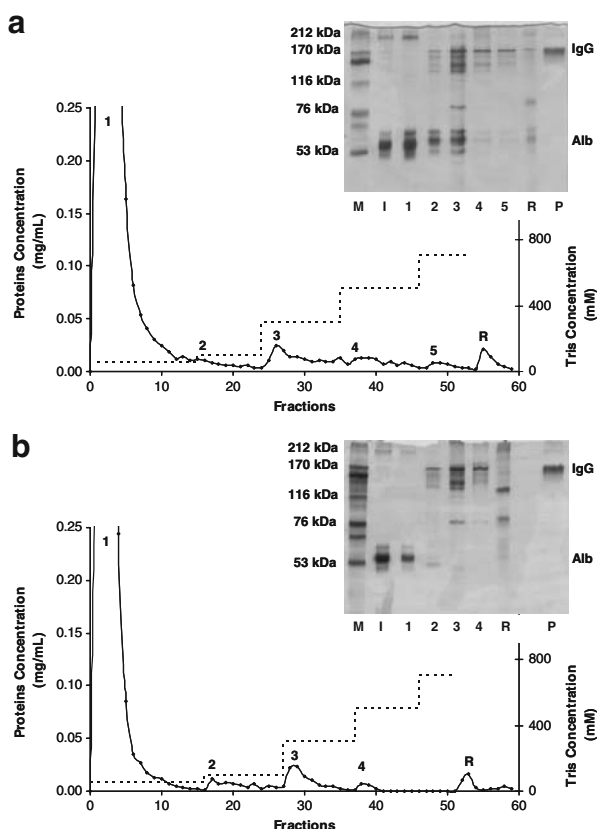 a
212 kDa
170 kDa
IgG
116 kDa
76 kDa
Alb
53 kDa
M I 1 2 3 4 5 R P
0.25
0.20
0.15
0.10
0.05
0.00
Proteins Concentration
(mg/mL)
1
2
3
4
5
R
800
400
0
Tris Concentration
(mM)
0 10 20 30 40 50 60
Fractions
b
212 kDa
170 kDa
IgG
116 kDa
76 kDa
53 kDa
Alb
M I 1 2 3 4 R P
0.25
0.20
0.15
0.10
0.05
0.00
Proteins Concentration
(mg/mL)
1
2
3
4
R
800
400
0
Tris Concentration
(mM)
0 10 20 30 40 50 60
Fractions